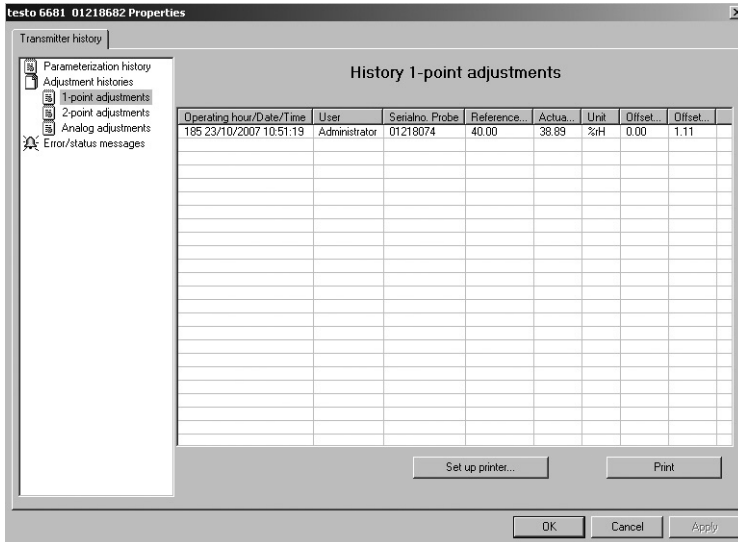 testo 6681 01218682 Properties
Transmitter history
Parameterization history
Adjustment histories
1-point adjustments
2-point adjustments
Analog adjustments
Error/status messages
History 1-point adjustments
Operating hour/Date/Time User Serialno. Probe Reference... Actua... Unit Offset... Offset...
185 23/10/2007 10:51:19 Administrator 01218074 40.00 38.89 %rH 0.00 1.11
Set up printer... Print
OK Cancel Apply